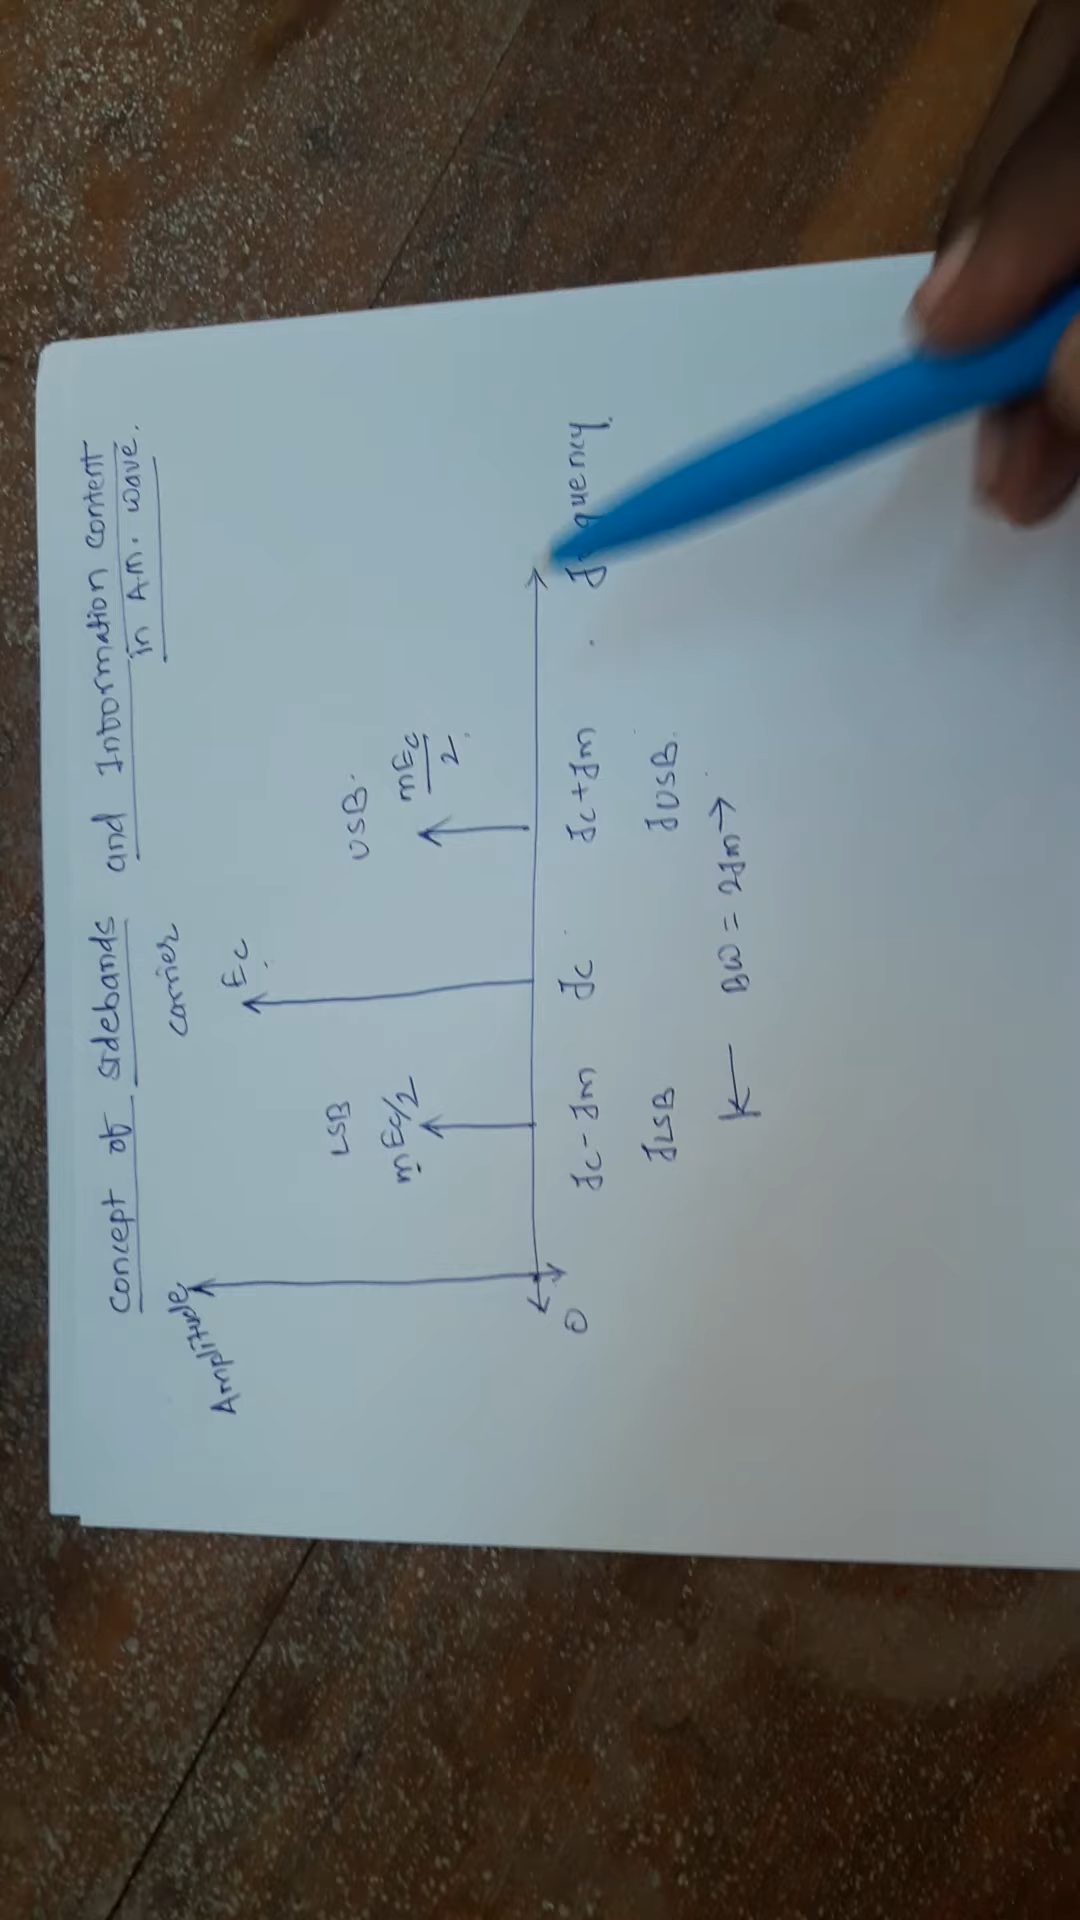 Concept of sidebands and Information content
in A.M. wave.
Carrier
Amplitude
Ec
LSB
USB.
mEc/2
mEc
2
fc-fm
fc
fc+fm
0
fLSB
fUSB.
BW = 2fm